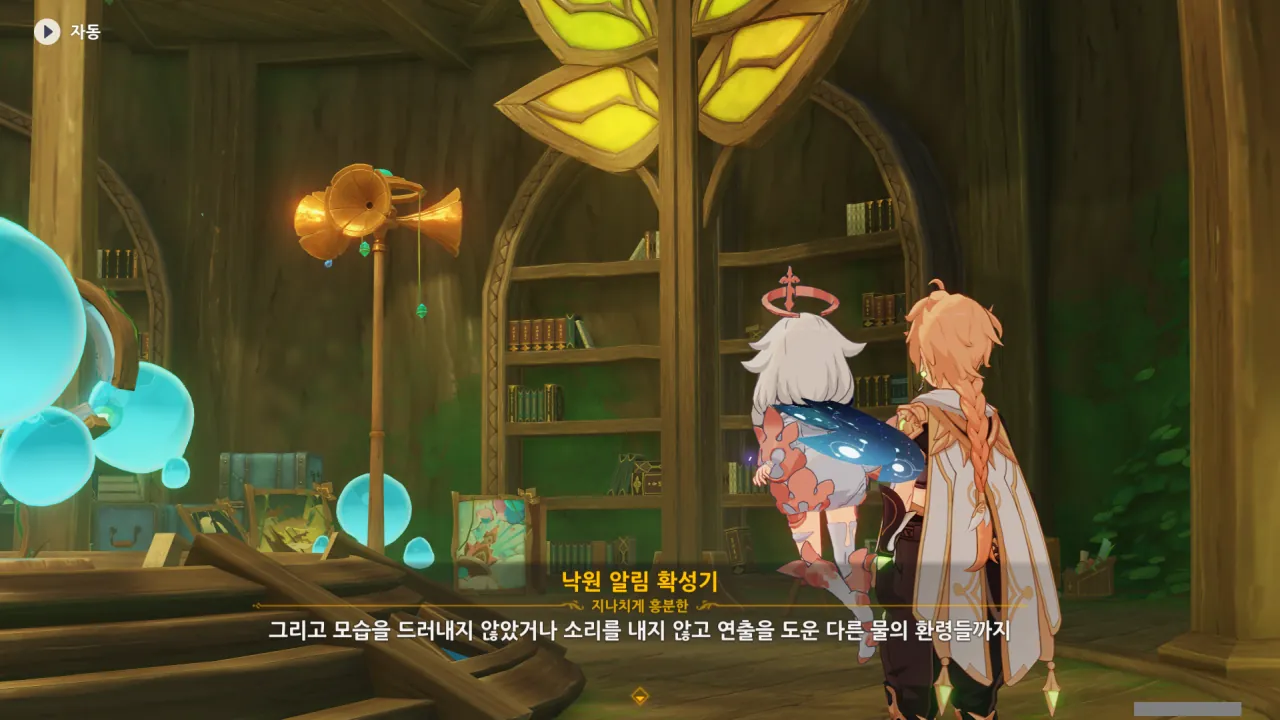 자동
낙원 알림 확성기
지나치게 흥분한
그리고 모습을 드러내지 않았거나 소리를 내지 않고 연출을 도운 다른 물의 환령들까지